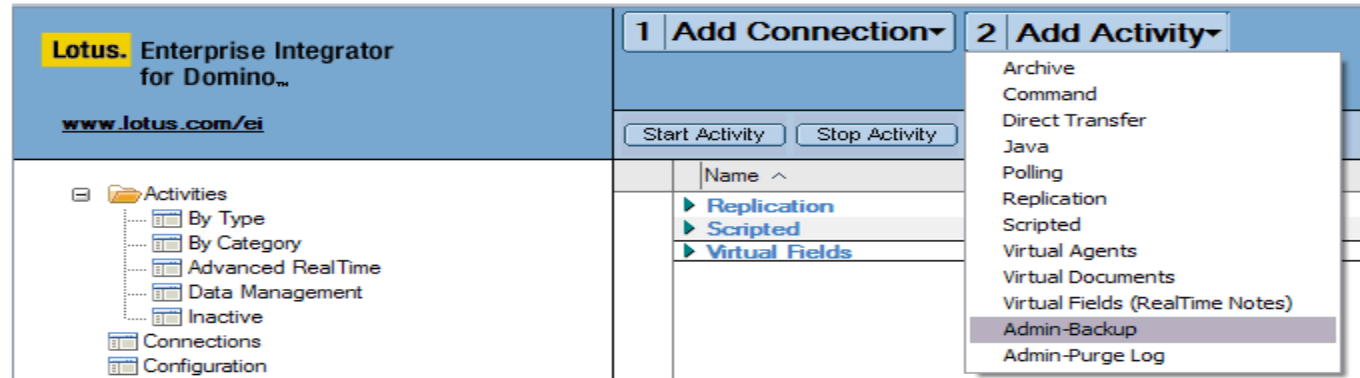 Lotus. Enterprise Integrator
for Domino™
www.lotus.com/ei
1 Add Connection 2 Add Activity
Start Activity Stop Activity
Name
Replication
Scripted
Virtual Fields
Archive
Command
Direct Transfer
Java
Polling
Replication
Scripted
Virtual Agents
Virtual Documents
Virtual Fields (RealTime Notes)
Admin-Backup
Admin-Purge Log
Activities
By Type
By Category
Advanced RealTime
Data Management
Inactive
Connections
Configuration